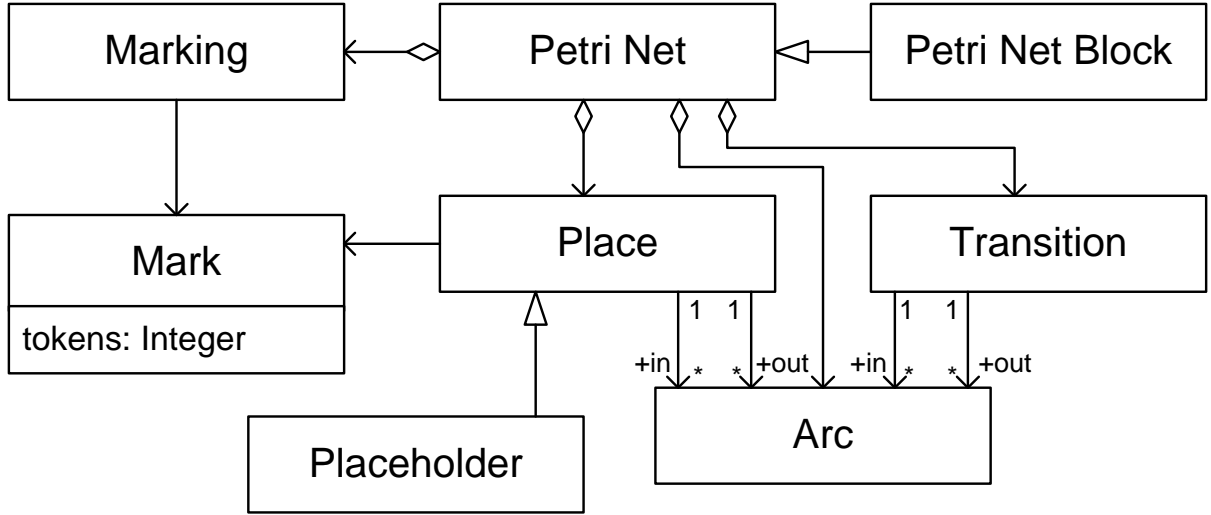 Marking
Petri Net
Petri Net Block
Mark
tokens: Integer
Place
Transition
1
1
1
1
+in
*
*
+out
+in
*
*
+out
Placeholder
Arc